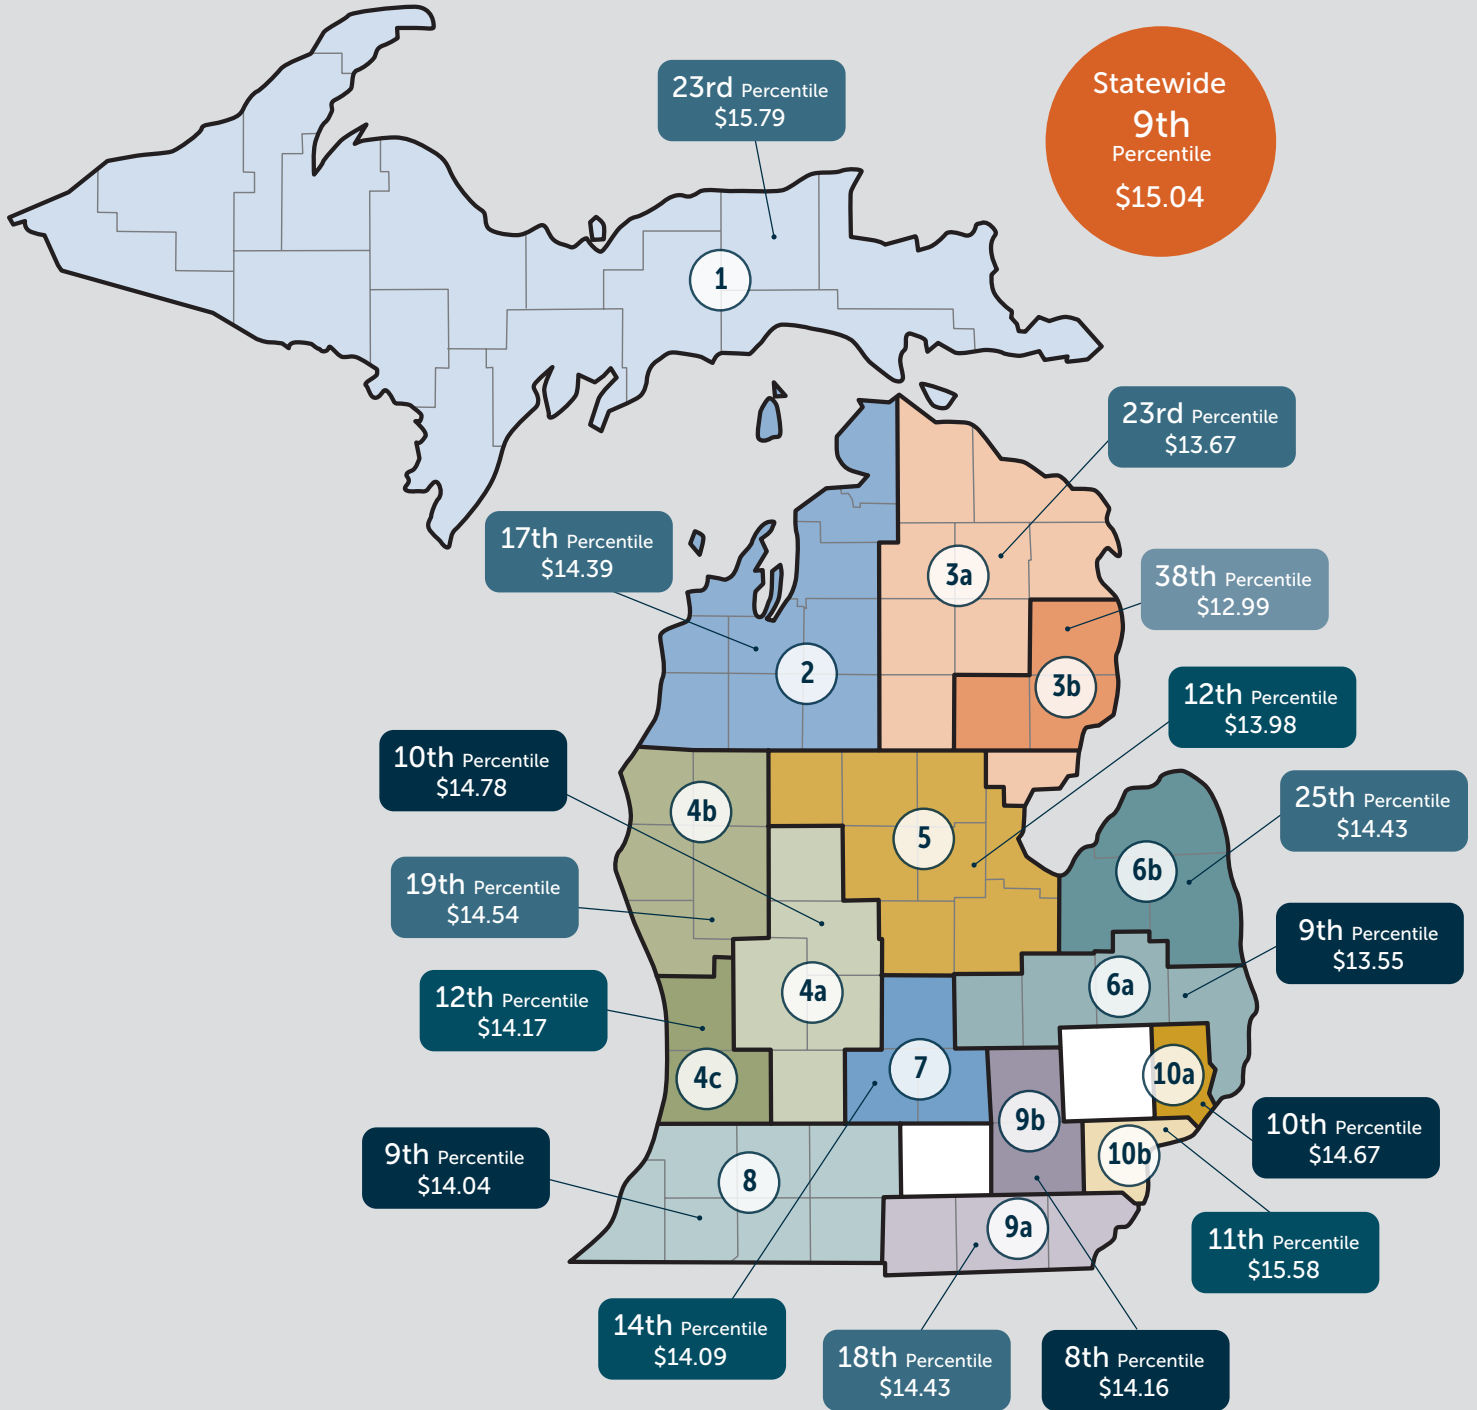 Statewide
9th
Percentile
$15.04
23rd Percentile
$15.79
1
23rd Percentile
$13.67
17th Percentile
$14.39
3a
38th Percentile
$12.99
2
3b
12th Percentile
$13.98
10th Percentile
$14.78
4b
5
25th Percentile
$14.43
6b
19th Percentile
$14.54
9th Percentile
$13.55
12th Percentile
$14.17
4a
6a
4c
7
10a
9b
10th Percentile
$14.67
9th Percentile
$14.04
8
10b
9a
11th Percentile
$15.58
14th Percentile
$14.09
18th Percentile
$14.43
8th Percentile
$14.16